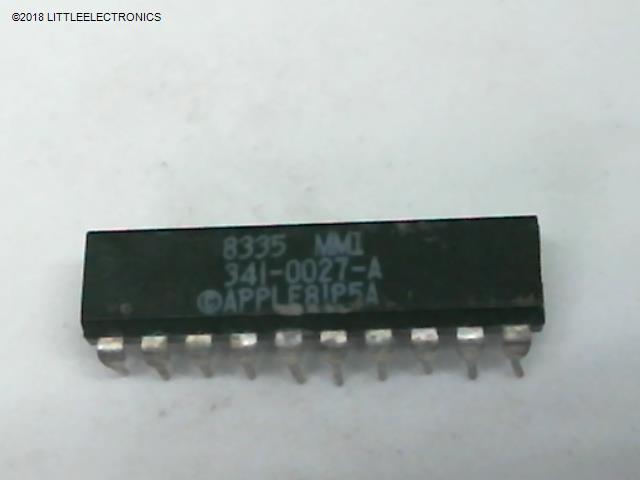 ©2018 LITTLEELECTRONICS
8335 MMI
341-0027-A
©APPLE81P5A